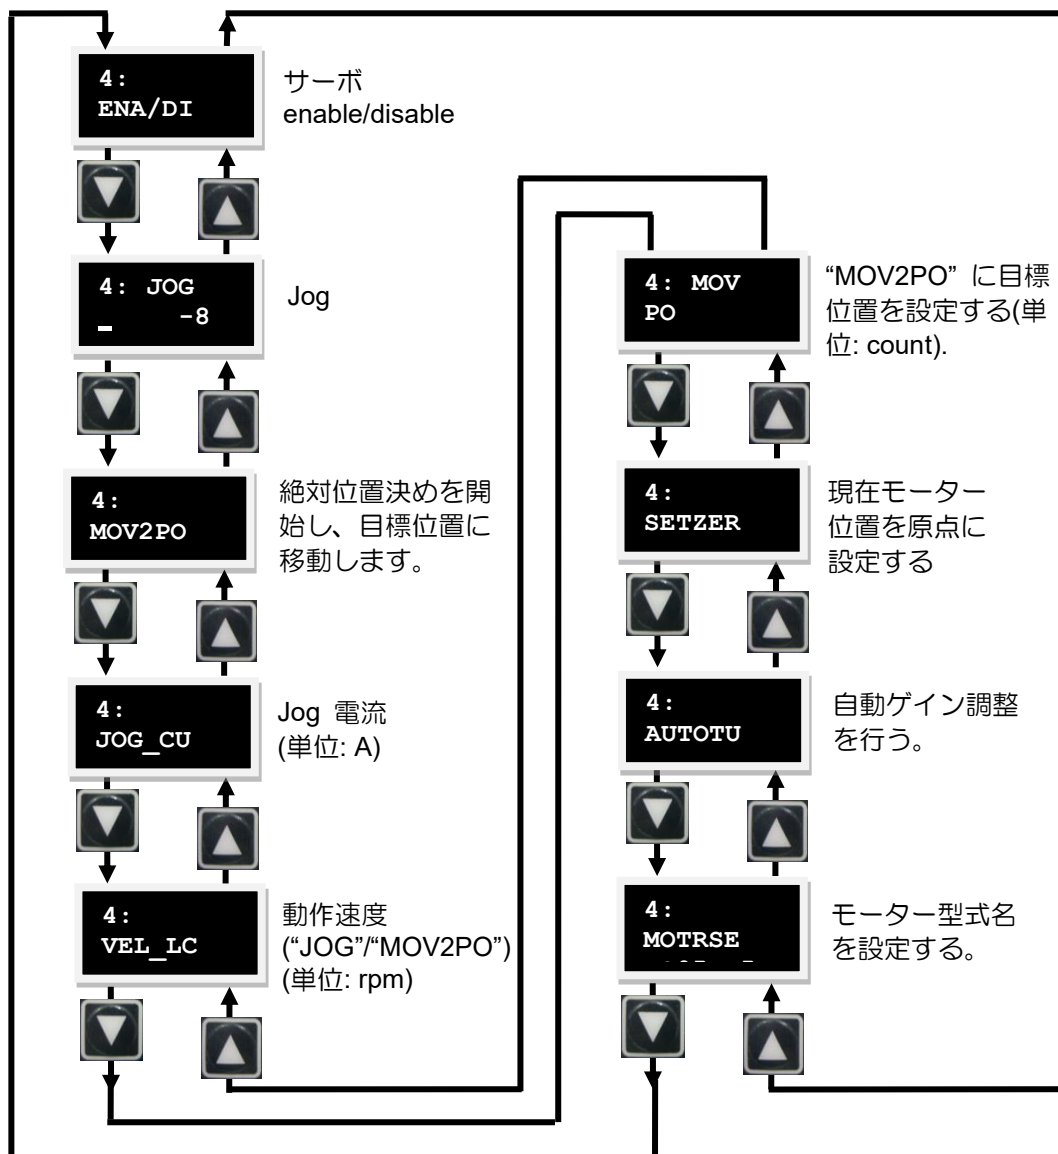 4:
ENA/DI
サーボ
enable/disable
4: JOG
-8
Jog
4:
MOV2PO
絶対位置決めを開
始し、目標位置に
移動します。
4:
JOG_CU
Jog 電流
(単位: A)
4:
VEL_LC
動作速度
(“JOG”/“MOV2PO”)
(単位: rpm)
4: MOV
PO
“MOV2PO” に目標
位置を設定する(単
位: count).
4:
SETZER
現在モーター
位置を原点に
設定する
4:
AUTOTU
自動ゲイン調整
を行う。
4:
MOTRSE
モーター型式名
を設定する。